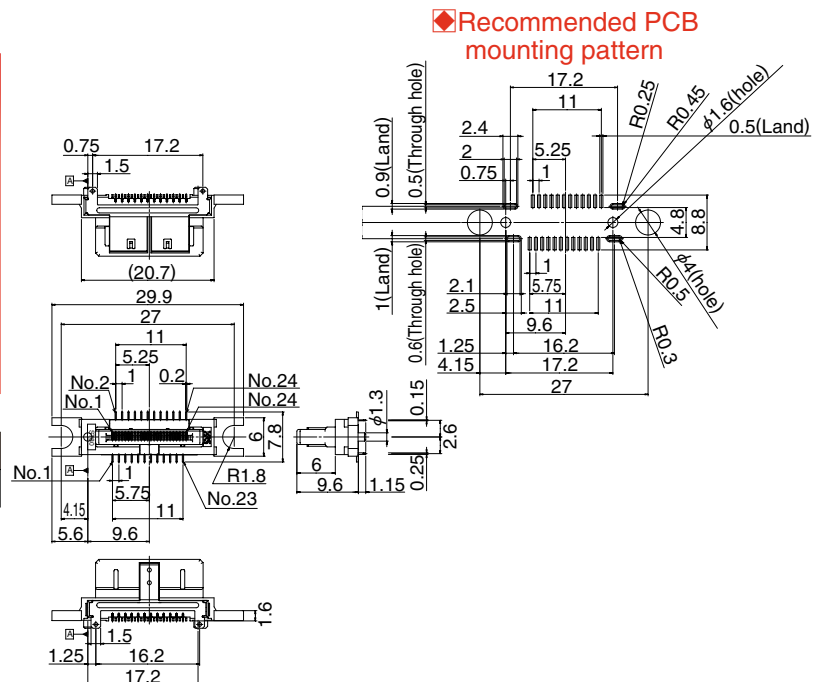 ◆Recommended PCB
mounting pattern
17.2
11
2.4
5.25
2
0.75
1
0.9(Land)
0.5(Through hole)
R0.25
R0.45
φ1.6(hole)
0.5(Land)
4.8
8.8
φ4(hole)
R0.5
R0.3
1(Land)
0.6(Through hole)
1
2.1
5.75
2.5
11
9.6
1.25
16.2
4.15
17.2
27
0.75
17.2
1.5
A
(20.7)
29.9
27
11
5.25
1
0.2
No.2
No.24
No.1
No.24
6
7.8
A
No.1
1
R1.8
5.75
No.23
4.15
11
5.6
9.6
φ1.3
0.15
2.6
6
9.6
1.15
0.25
1.6
A
1.5
1.25
16.2
17.2